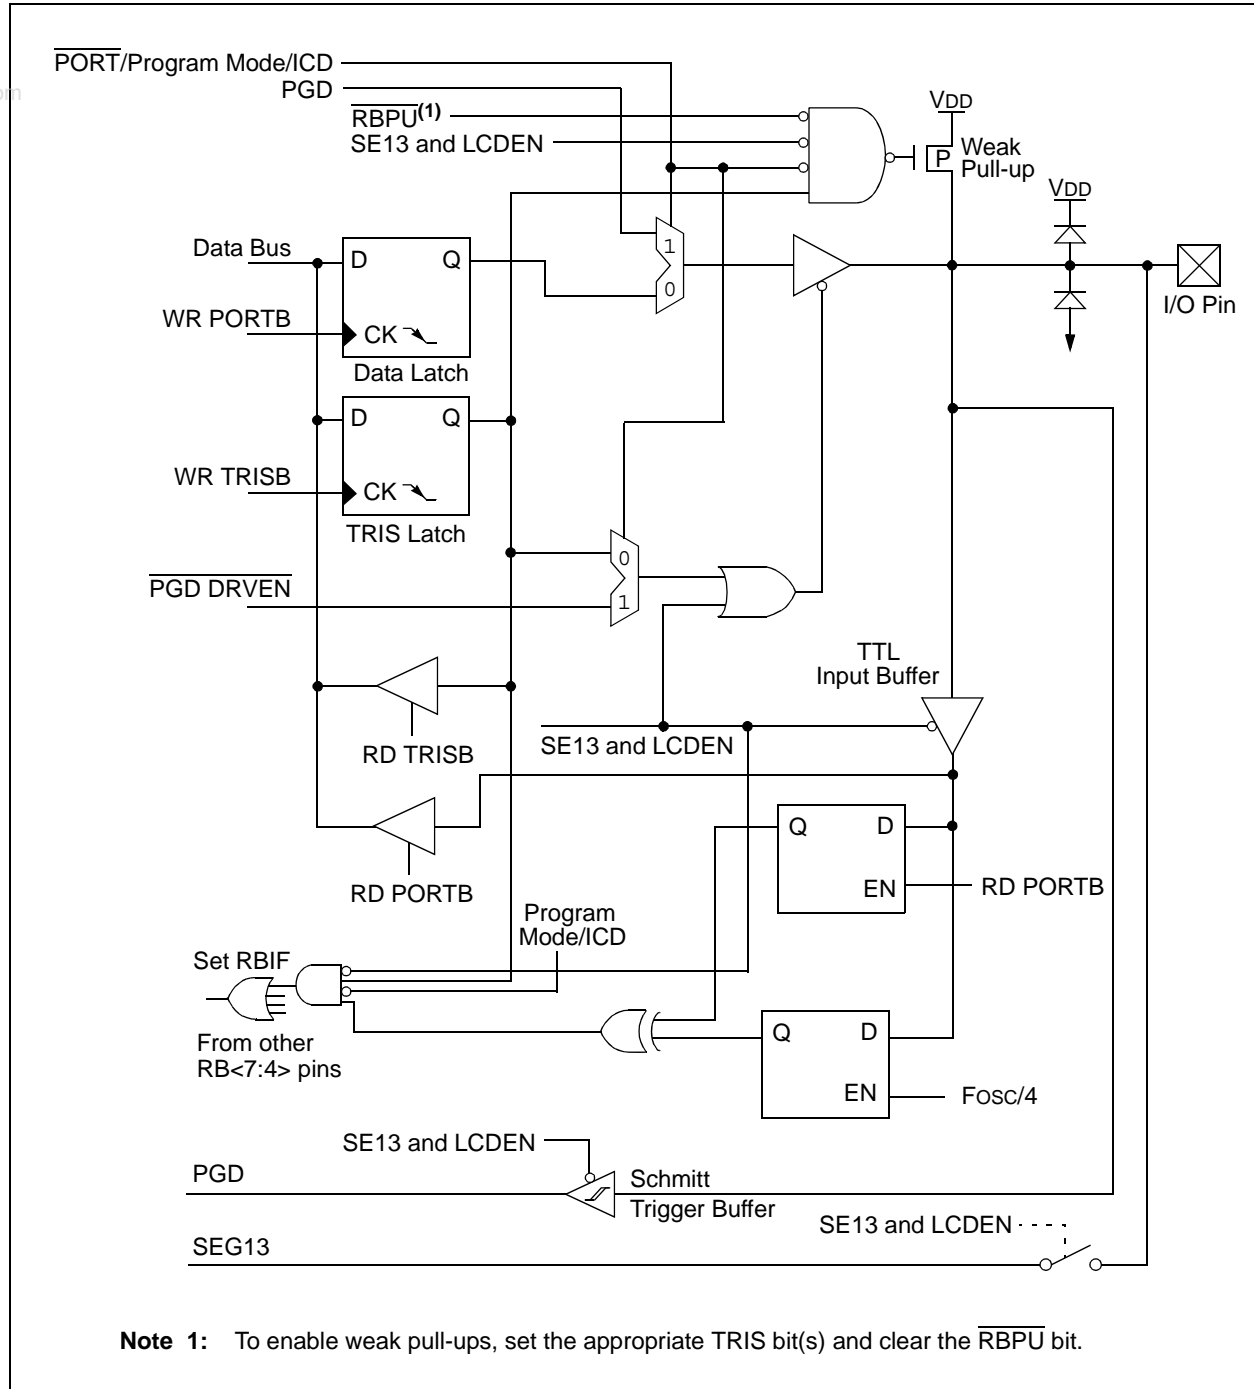 PORT/Program Mode/ICD
om
PGD
RBPU(1)
SE13 and LCDEN
VDD
P
Weak
Pull-up
VDD
Data Bus
D
Q
1
0
I/O Pin
WR PORTB
CK
Data Latch
D
Q
WR TRISB
CK
TRIS Latch
0
1
PGD DRVEN
TTL
Input Buffer
SE13 and LCDEN
RD TRISB
Q
D
EN
RD PORTB
RD PORTB
Program
Mode/ICD
Set RBIF
From other
RB<7:4> pins
Q
D
EN
FOSC/4
SE13 and LCDEN
PGD
Schmitt
Trigger Buffer
SE13 and LCDEN
SEG13
Note 1: To enable weak pull-ups, set the appropriate TRIS bit(s) and clear the RBPU bit.